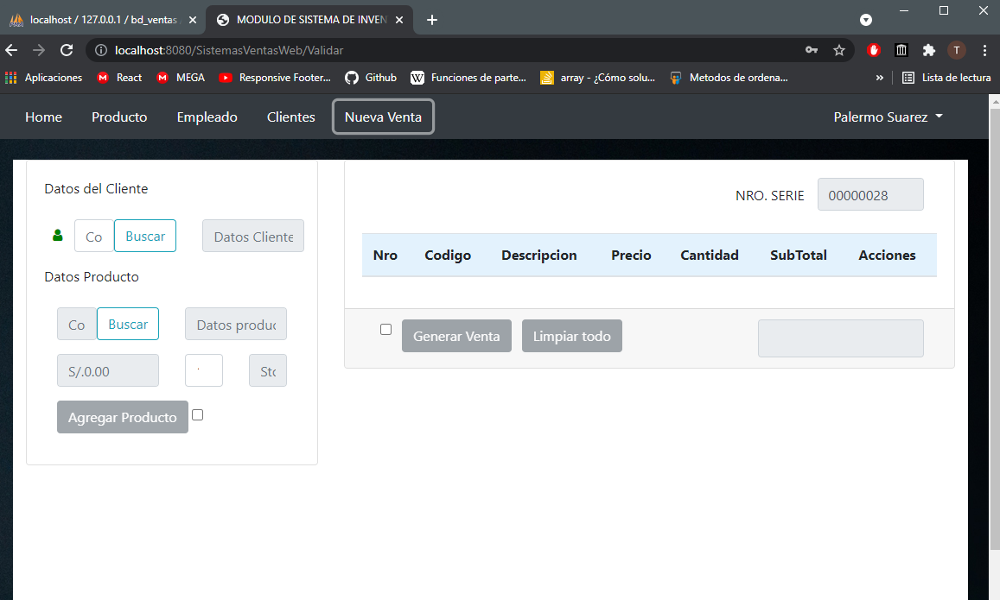 localhost / 127.0.0.1 / bd_ventas
MODULO DE SISTEMA DE INVEN
localhost:8080/SistemasVentasWeb/Validar
T
Aplicaciones
React
MEGA
Responsive Footer...
Github
Funciones de parte...
array - ¿Cómo solu...
Metodos de ordena...
»
Lista de lectura
Home
Producto
Empleado
Clientes
Nueva Venta
Palermo Suarez
Datos del Cliente
Co
Buscar
Datos Cliente
Datos Producto
Co
Buscar
Datos produc
S/.0.00
Sto
Agregar Producto
NRO. SERIE
00000028
Nro Codigo Descripcion Precio Cantidad SubTotal Acciones
Generar Venta
Limpiar todo